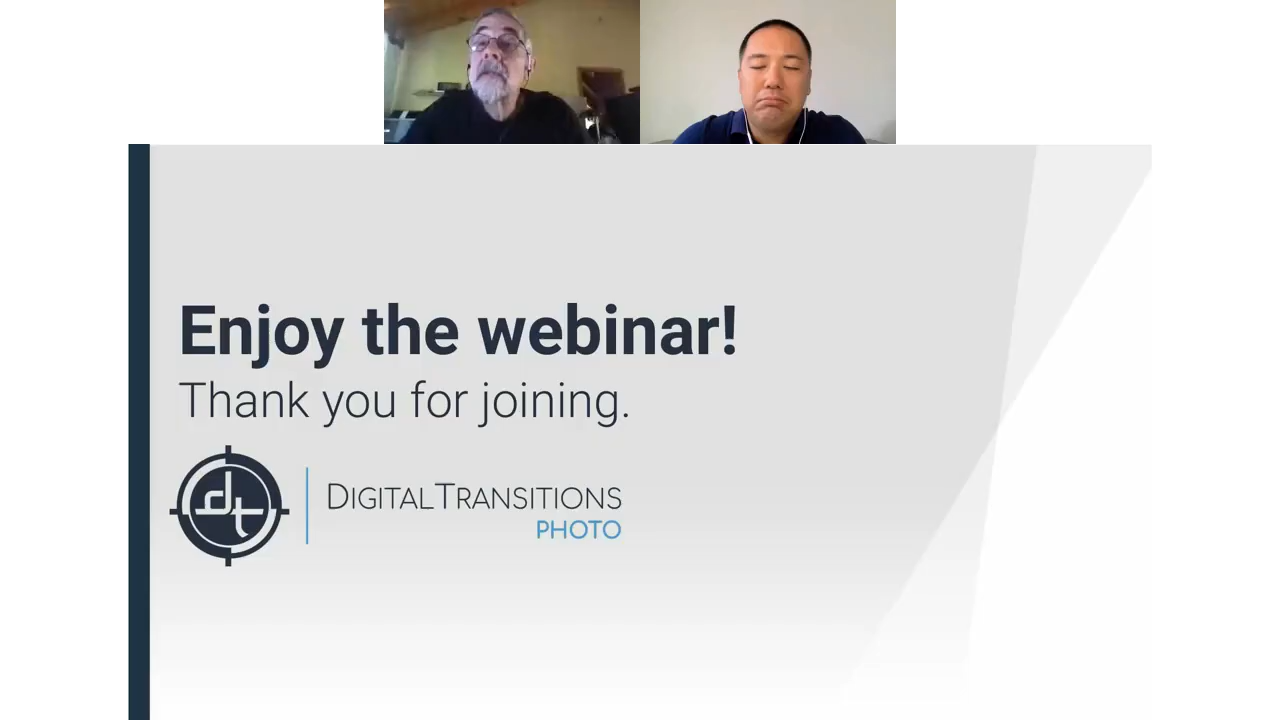 Enjoy the webinar!
Thank you for joining.
dt
DIGITALTRANSITIONS
PHOTO